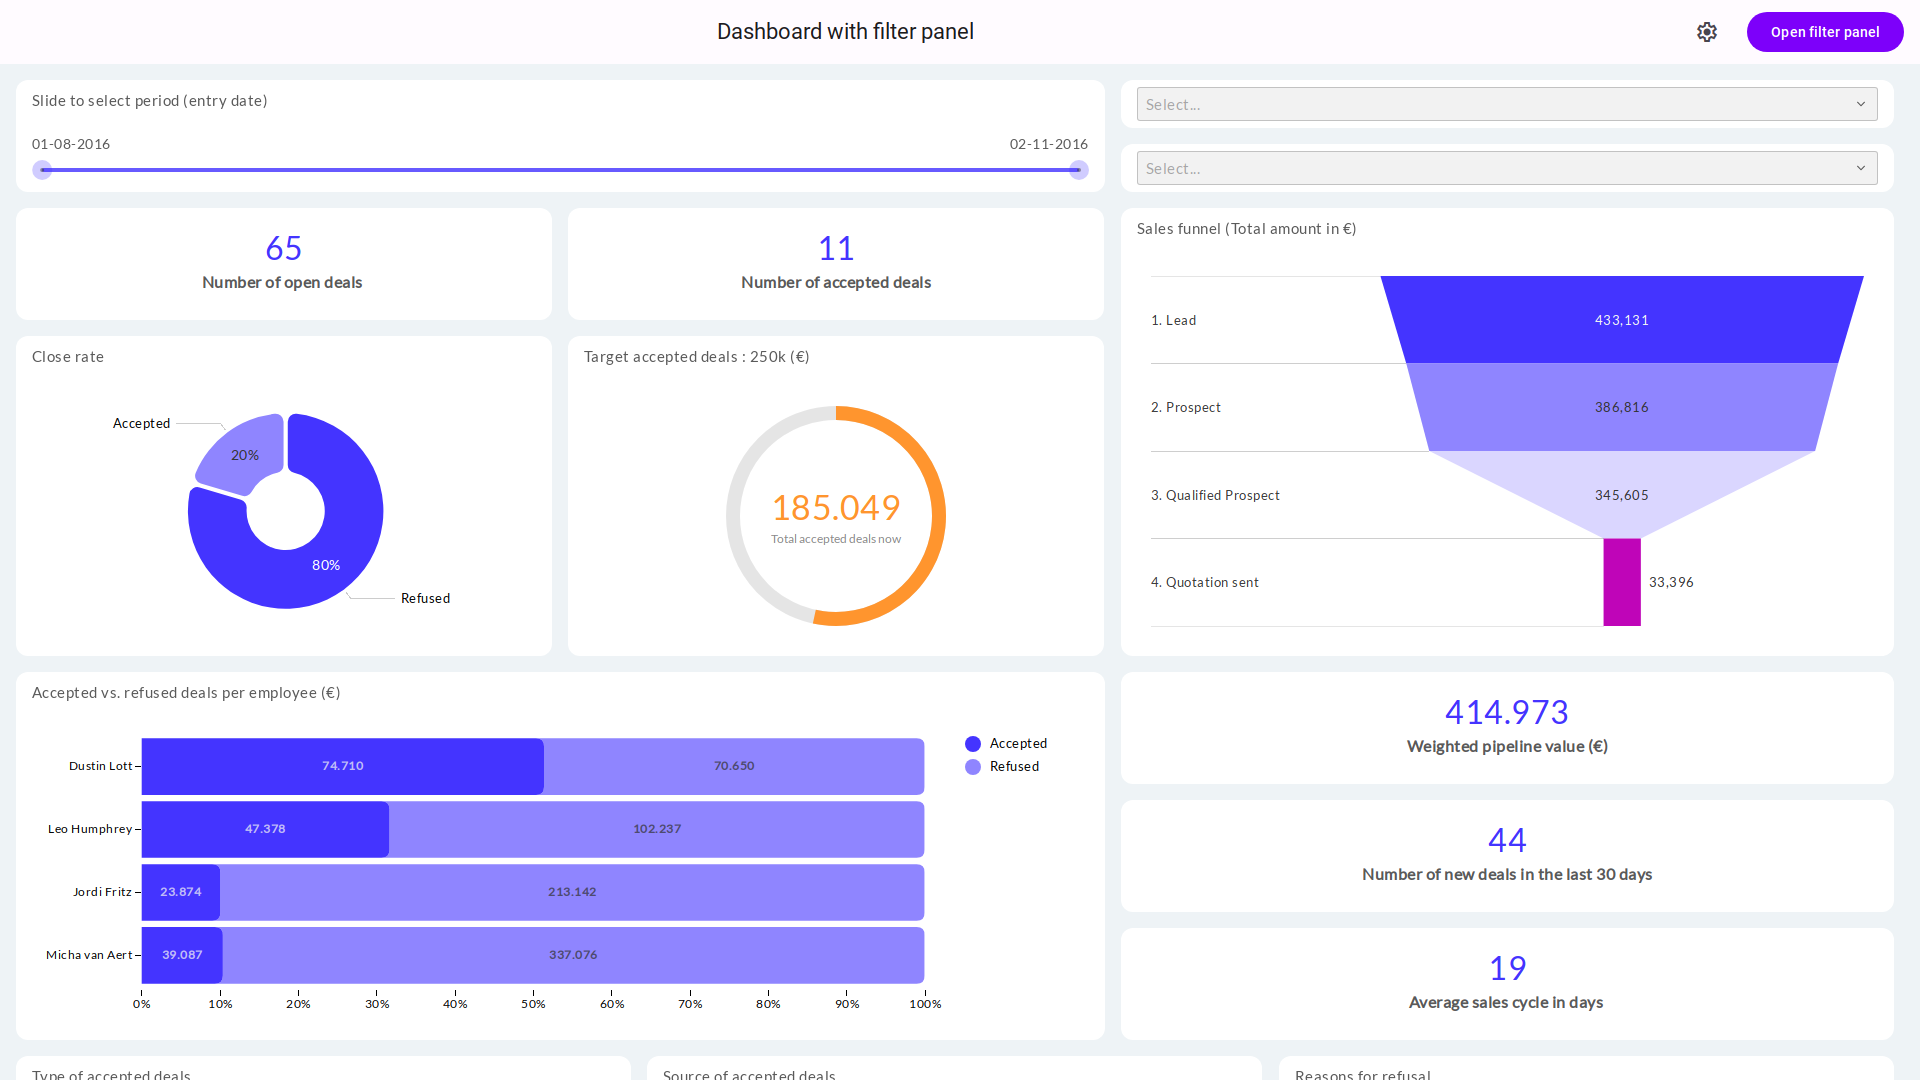 Dashboard with filter panel
Open filter panel
Slide to select period (entry date)
01-08-2016
02-11-2016
Select...
Select...
65
Number of open deals
11
Number of accepted deals
Sales funnel (Total amount in €)
1. Lead
433,131
2. Prospect
386,816
3. Qualified Prospect
345,605
4. Quotation sent
33,396
Close rate
Accepted
20%
80%
Refused
Target accepted deals : 250k (€)
185.049
Total accepted deals now
Accepted vs. refused deals per employee (€)
Dustin Lott
74.710
70.650
Leo Humphrey
47.378
102.237
Jordi Fritz
23.874
213.142
Micha van Aert
39.087
337.076
0% 10% 20% 30% 40% 50% 60% 70% 80% 90% 100%
Accepted
Refused
414.973
Weighted pipeline value (€)
44
Number of new deals in the last 30 days
19
Average sales cycle in days
Type of accepted deals
Source of accepted deals
Reasons for refusal